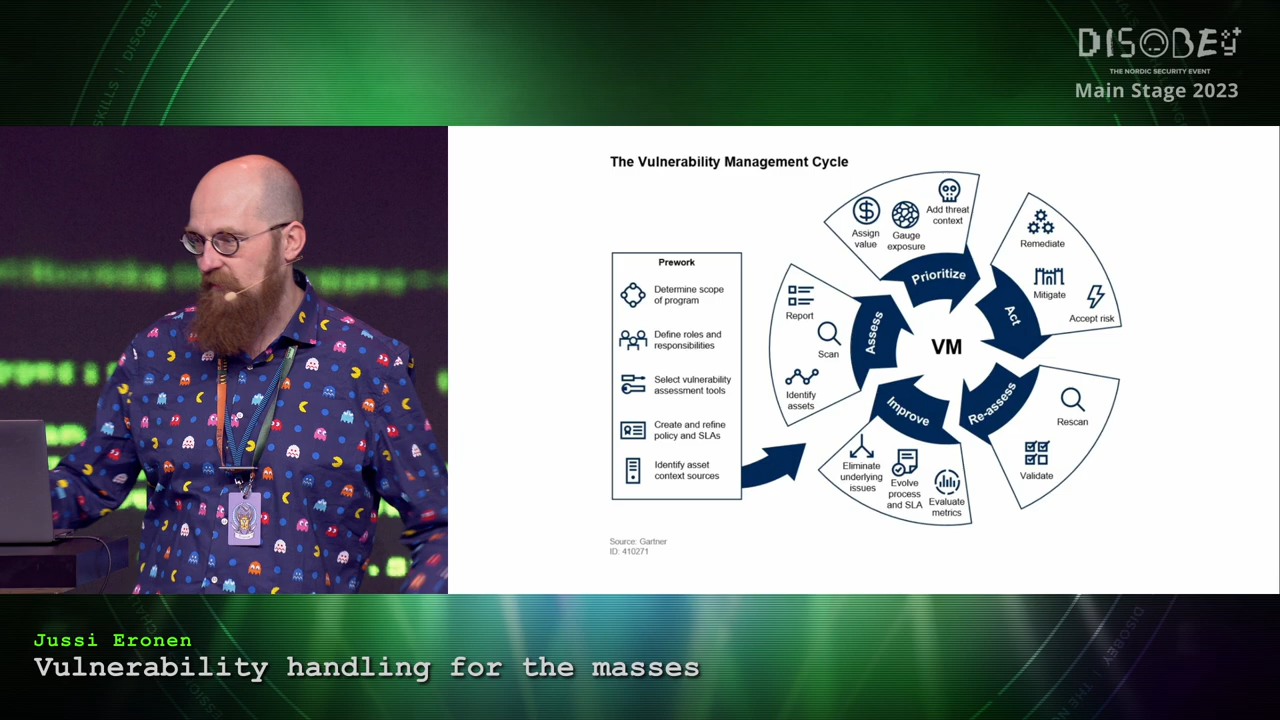 DISOBEY
THE NORDIC SECURITY EVENT
Main Stage 2023
SKILLS | DISOBEY
The Vulnerability Management Cycle
Prework
Determine scope
of program
Define roles and
responsibilities
Select vulnerability
assessment tools
Create and refine
policy and SLAs
Identify asset
context sources
Assess
Report
Scan
Identify
assets
Prioritize
Assign
value
Gauge
exposure
Add threat
context
Act
Remediate
Mitigate
Accept risk
Re-assess
Rescan
Validate
Improve
Eliminate
underlying
issues
Evolve
process
and SLA
Evaluate
metrics
VM
Source: Gartner
ID: 410271
Jussi Eronen
Vulnerability handling for the masses